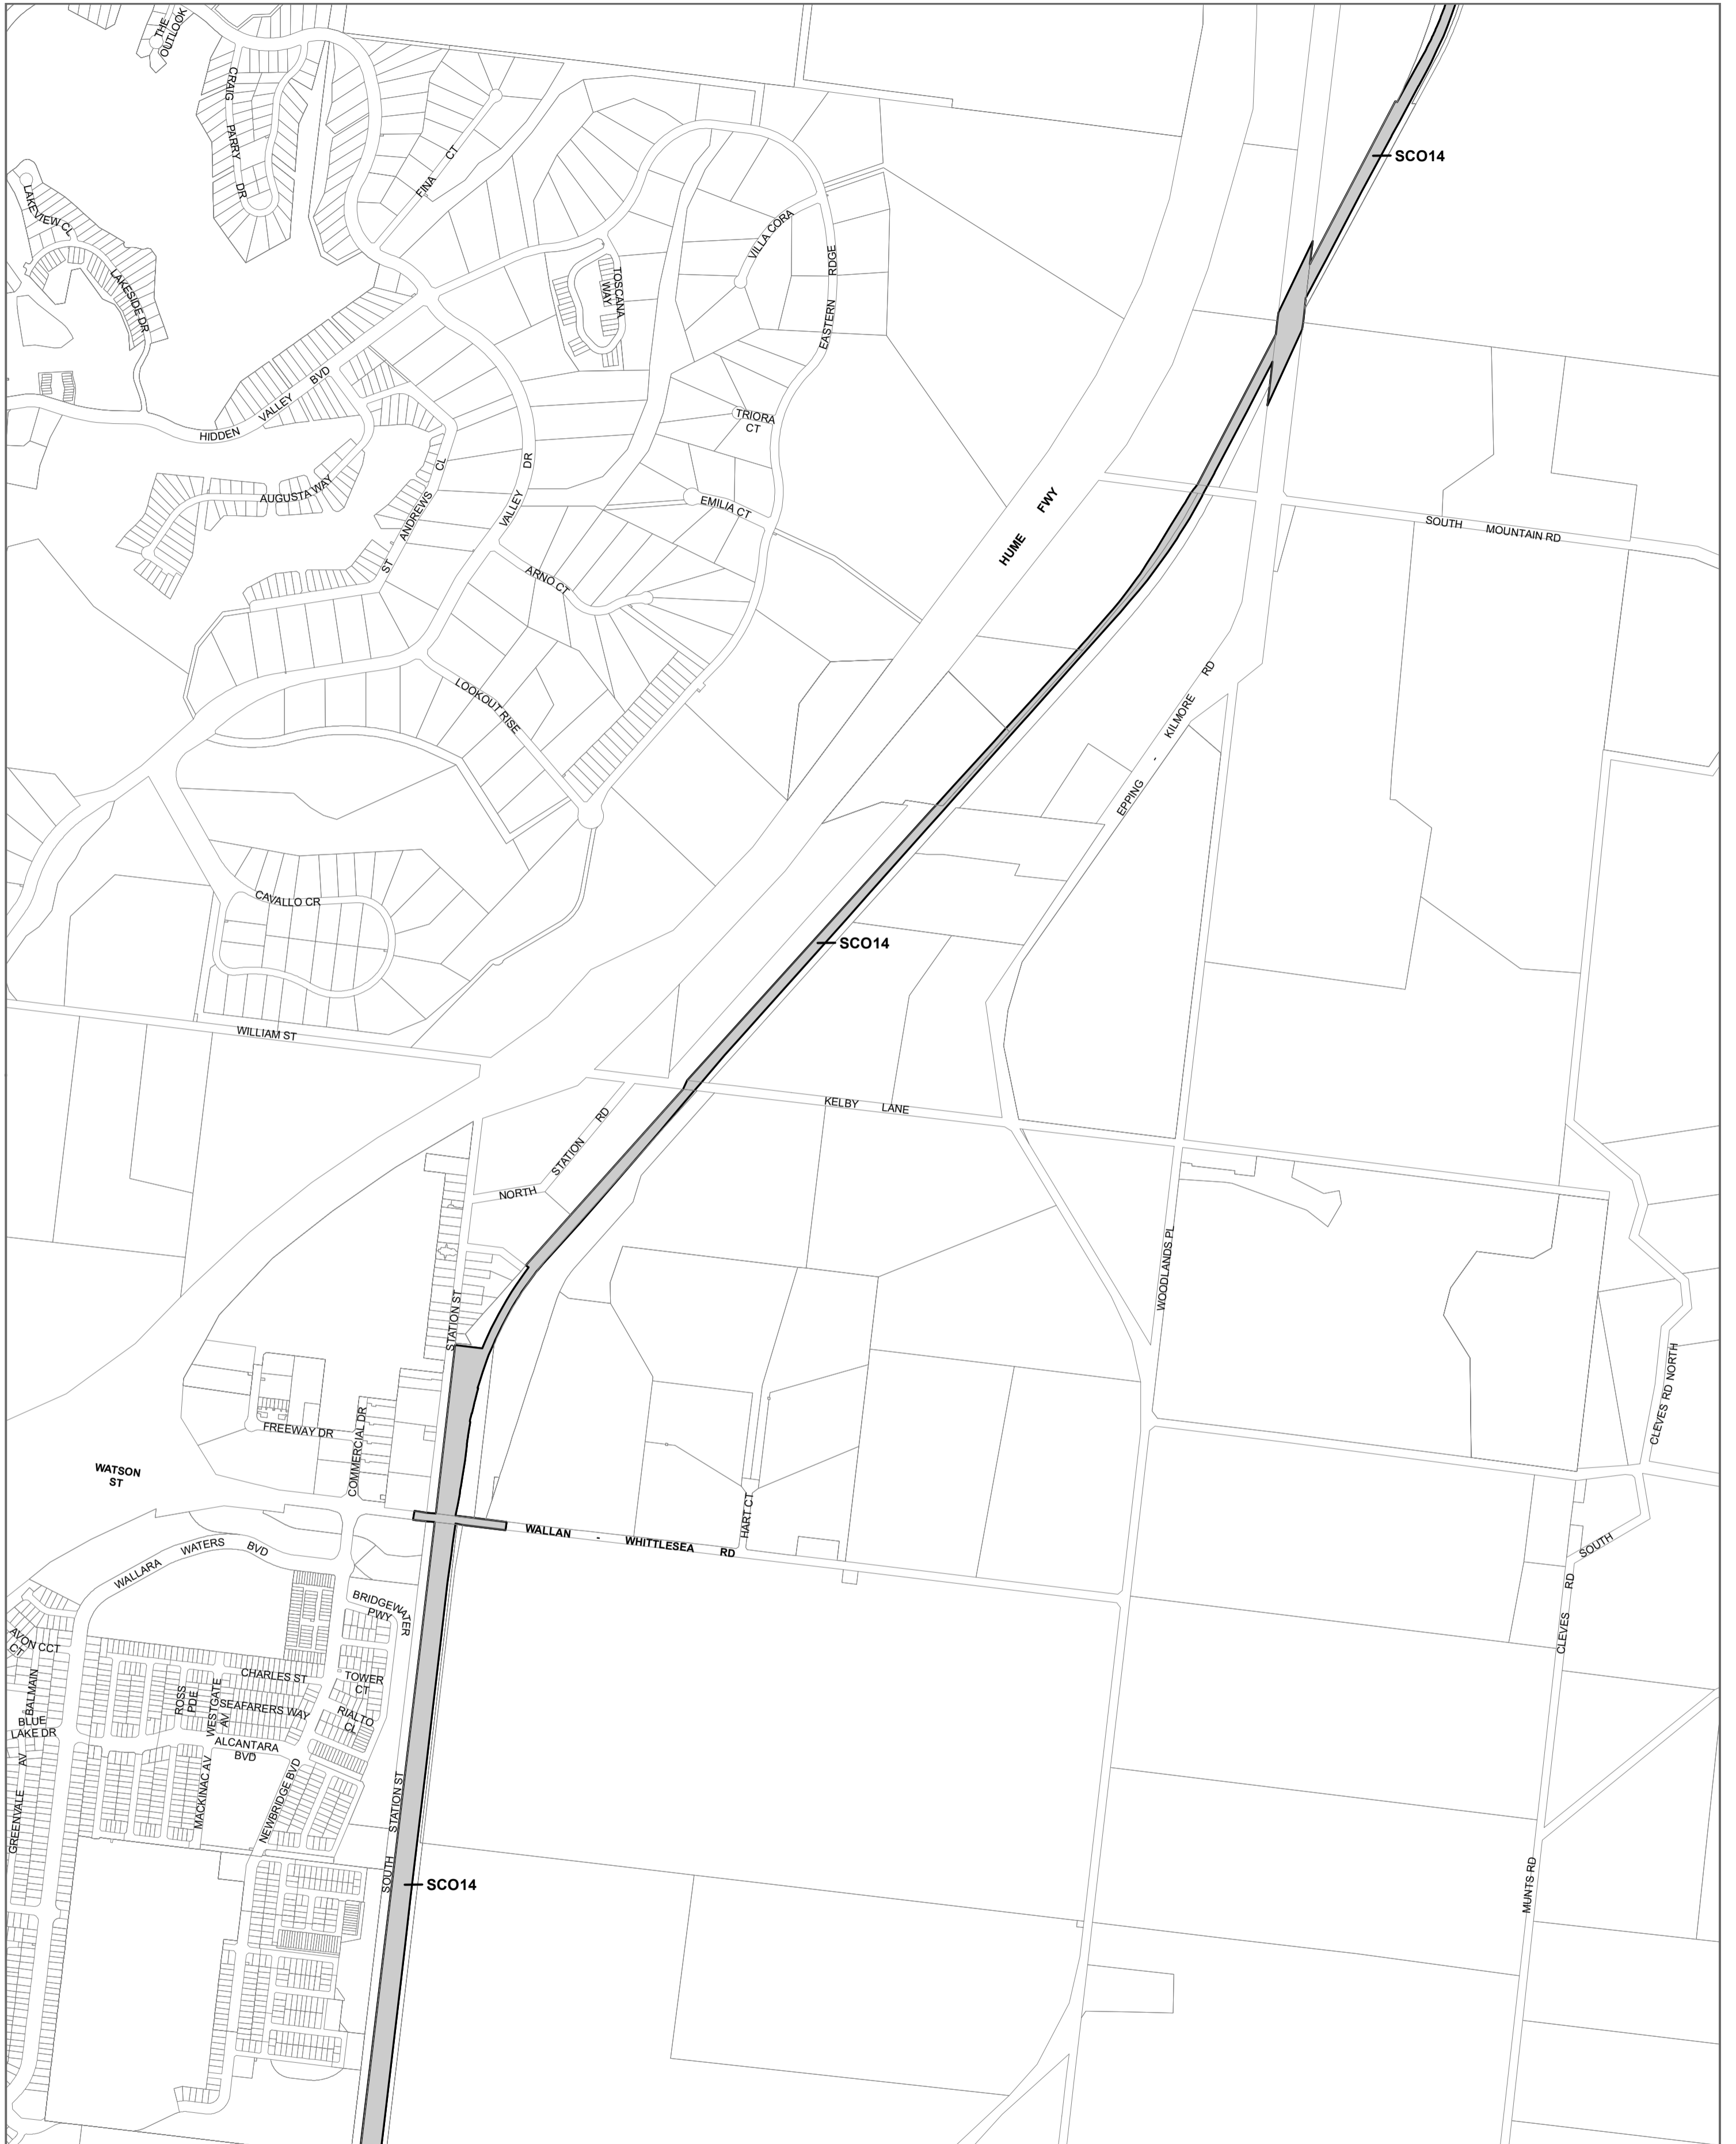 THE
OUTLOOK
CRAIG
PARRY
DR
FINA
CT
SCO14
LAKEVIEW CL
LAKESIDE DR
VILLA CORA
EASTERN
RDGE
TOSCANA
WAY
HIDDEN
VALLEY
BVD
TRIORA
CT
AUGUSTA WAY
ST
ANDREWS
CL
VALLEY
DR
EMILIA CT
HUME
FWY
SOUTH
MOUNTAIN RD
ARNO CT
LOOKOUT RISE
EPPING
-
KILMORE
RD
CAVALLO CR
SCO14
WILLIAM ST
KELBY
LANE
NORTH
STATION
RD
WOODLANDS PL
STATION ST
CLEVES RD NORTH
FREEWAY DR
COMMERCIAL DR
WATSON
ST
HART CT
WALLAN
-
WHITTLESEA
RD
WALLARA
WATERS
BVD
CLEVES
RD
SOUTH
BRIDGEWATER
PWY
AVON CCT
CT
CHARLES ST
TOWER
CT
BALMAIN
ROSS
PDE
WESTGATE
AV
SEAFARERS WAY
RIALTO
CL
BLUE
LAKE DR
ALCANTARA
BVD
GREENVALE
AV
MACKINAC AV
NEWBRIDGE BVD
SOUTH
STATION ST
SCO14
MUNTS RD